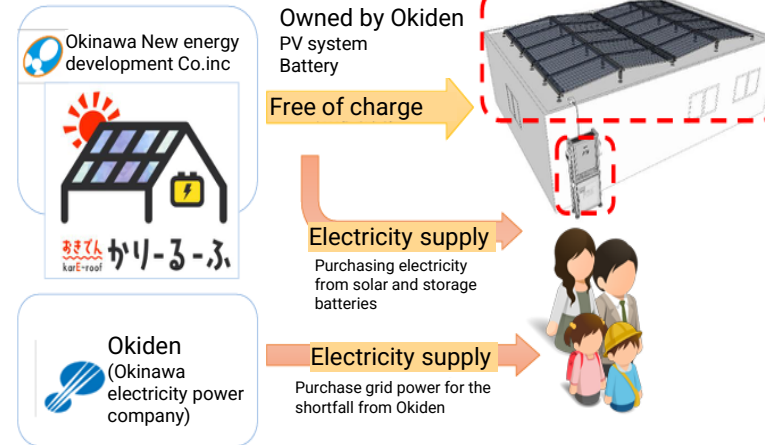 Okinawa New energy
development Co.inc
おきでん
karE-roof
かりーるーふ
Owned by Okiden
PV system
Battery
Free of charge
Electricity supply
Purchasing electricity
from solar and storage
batteries
Okiden
(Okinawa
electricity power
company)
Electricity supply
Purchase grid power for the
shortfall from Okiden